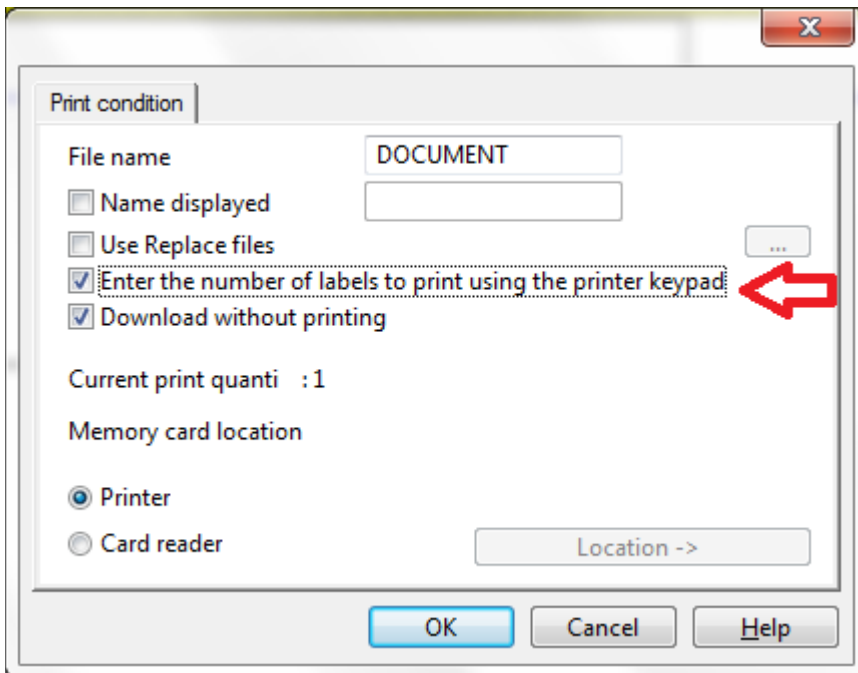 Print condition
File name DOCUMENT
Name displayed
Use Replace files ...
Enter the number of labels to print using the printer keypad
Download without printing
Current print quanti : 1
Memory card location
Printer
Card reader Location ->
OK Cancel Help